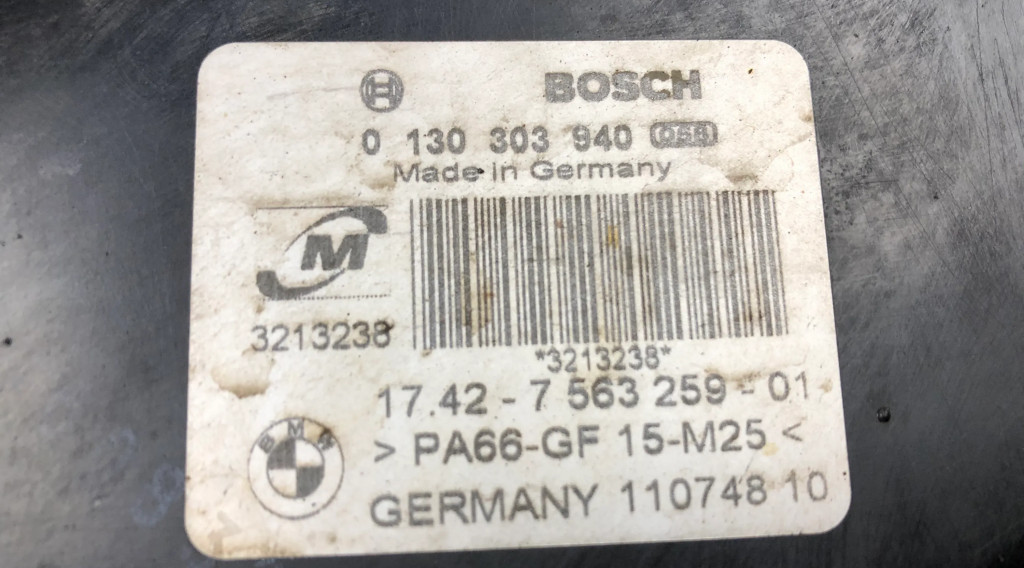 BOSCH
0 130 303 940
Made in Germany
M
3213238
*3213238*
17.42 - 7 563 259 - 01
BMW
> PA66-GF 15-M25 <
GERMANY 110748 10